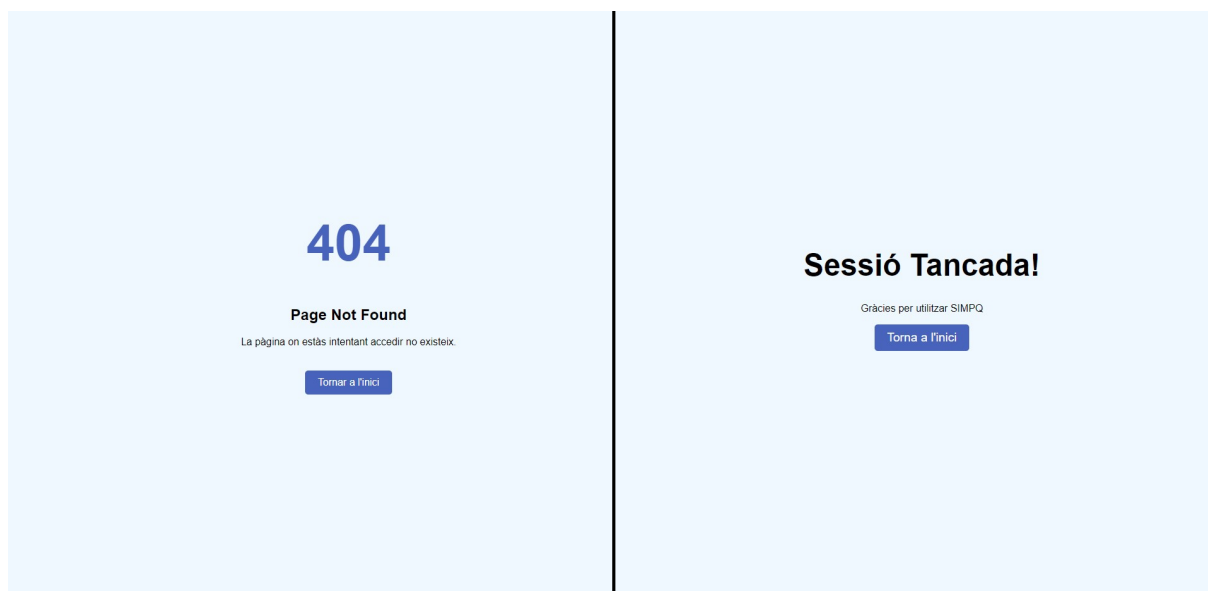 404
Page Not Found
La pàgina on estàs intentant accedir no existeix.
Tornar a l'inici
Sessió Tancada!
Gràcies per utilitzar SIMPQ
Torna a l'inici